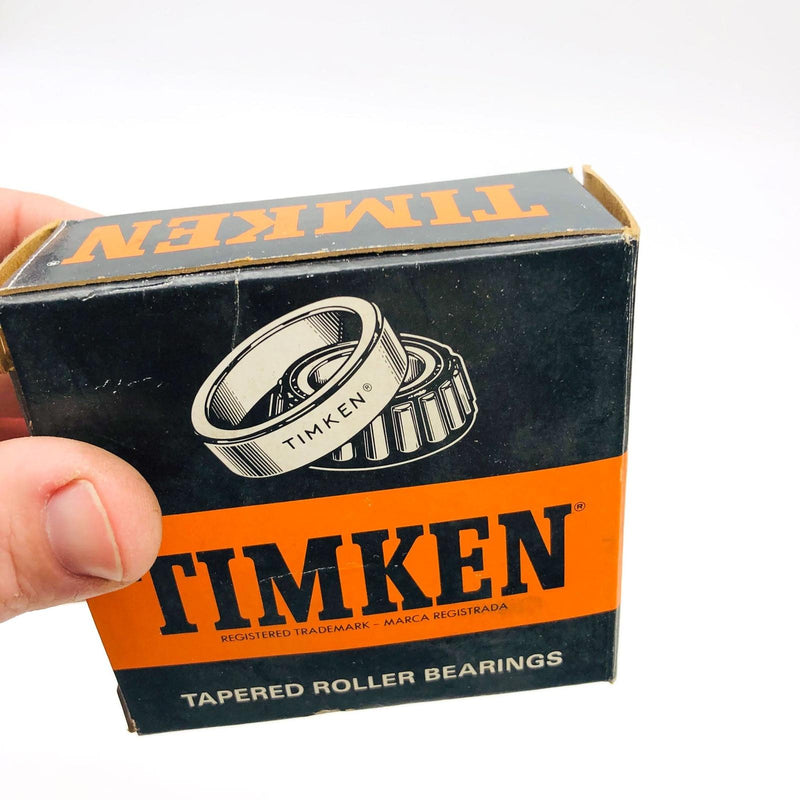 TIMKEN
TIMKEN®
TIMKEN®
REGISTERED TRADEMARK – MARCA REGISTRADA
TAPERED ROLLER BEARINGS